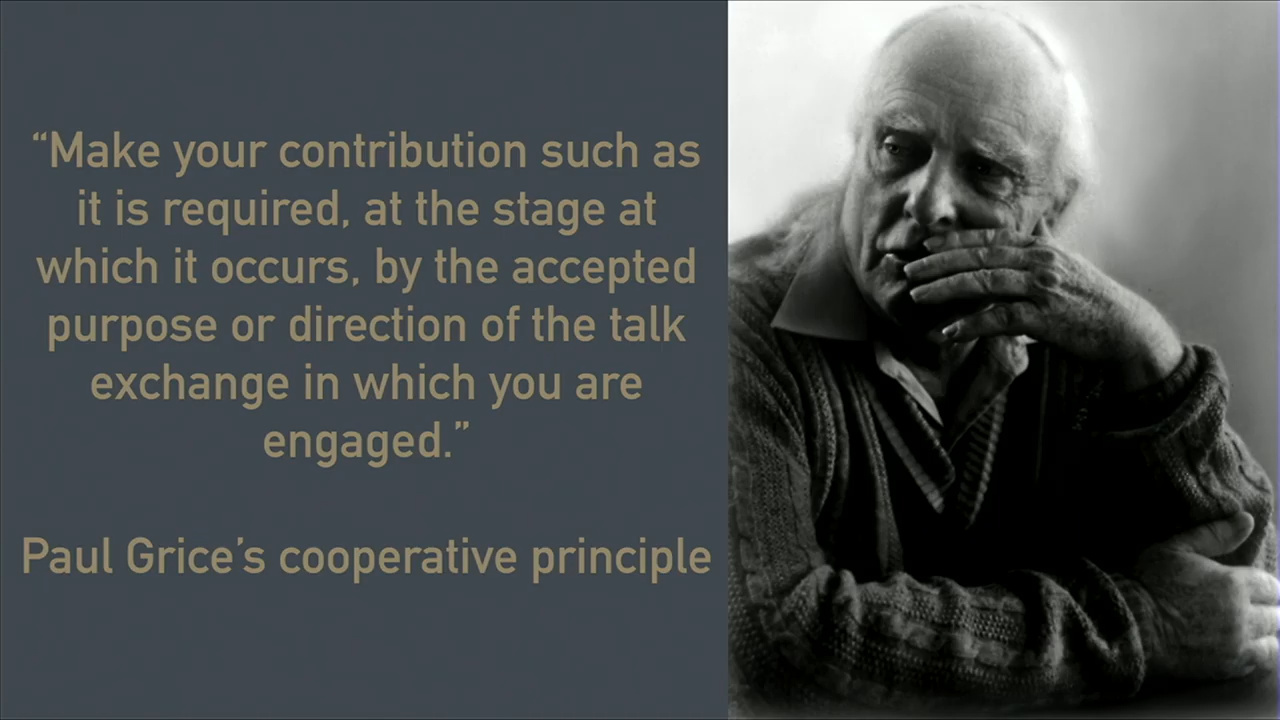 “Make your contribution such as
it is required, at the stage at
which it occurs, by the accepted
purpose or direction of the talk
exchange in which you are
engaged.”
Paul Grice’s cooperative principle